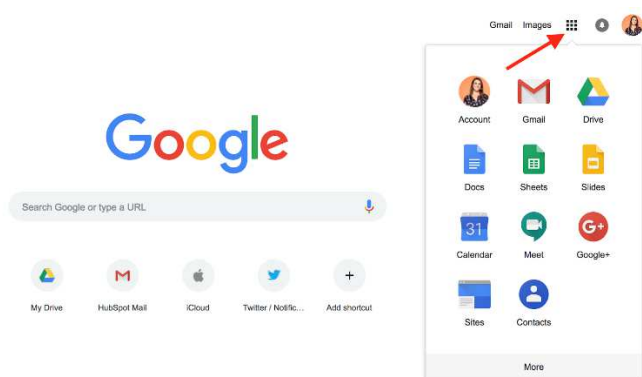 Gmail Images
Google
Search Google or type a URL
My Drive HubSpot Mail iCloud Twitter / Notific... Add shortcut
Account Gmail Drive
Docs Sheets Slides
31 G+
Calendar Meet Google+
Sites Contacts
More